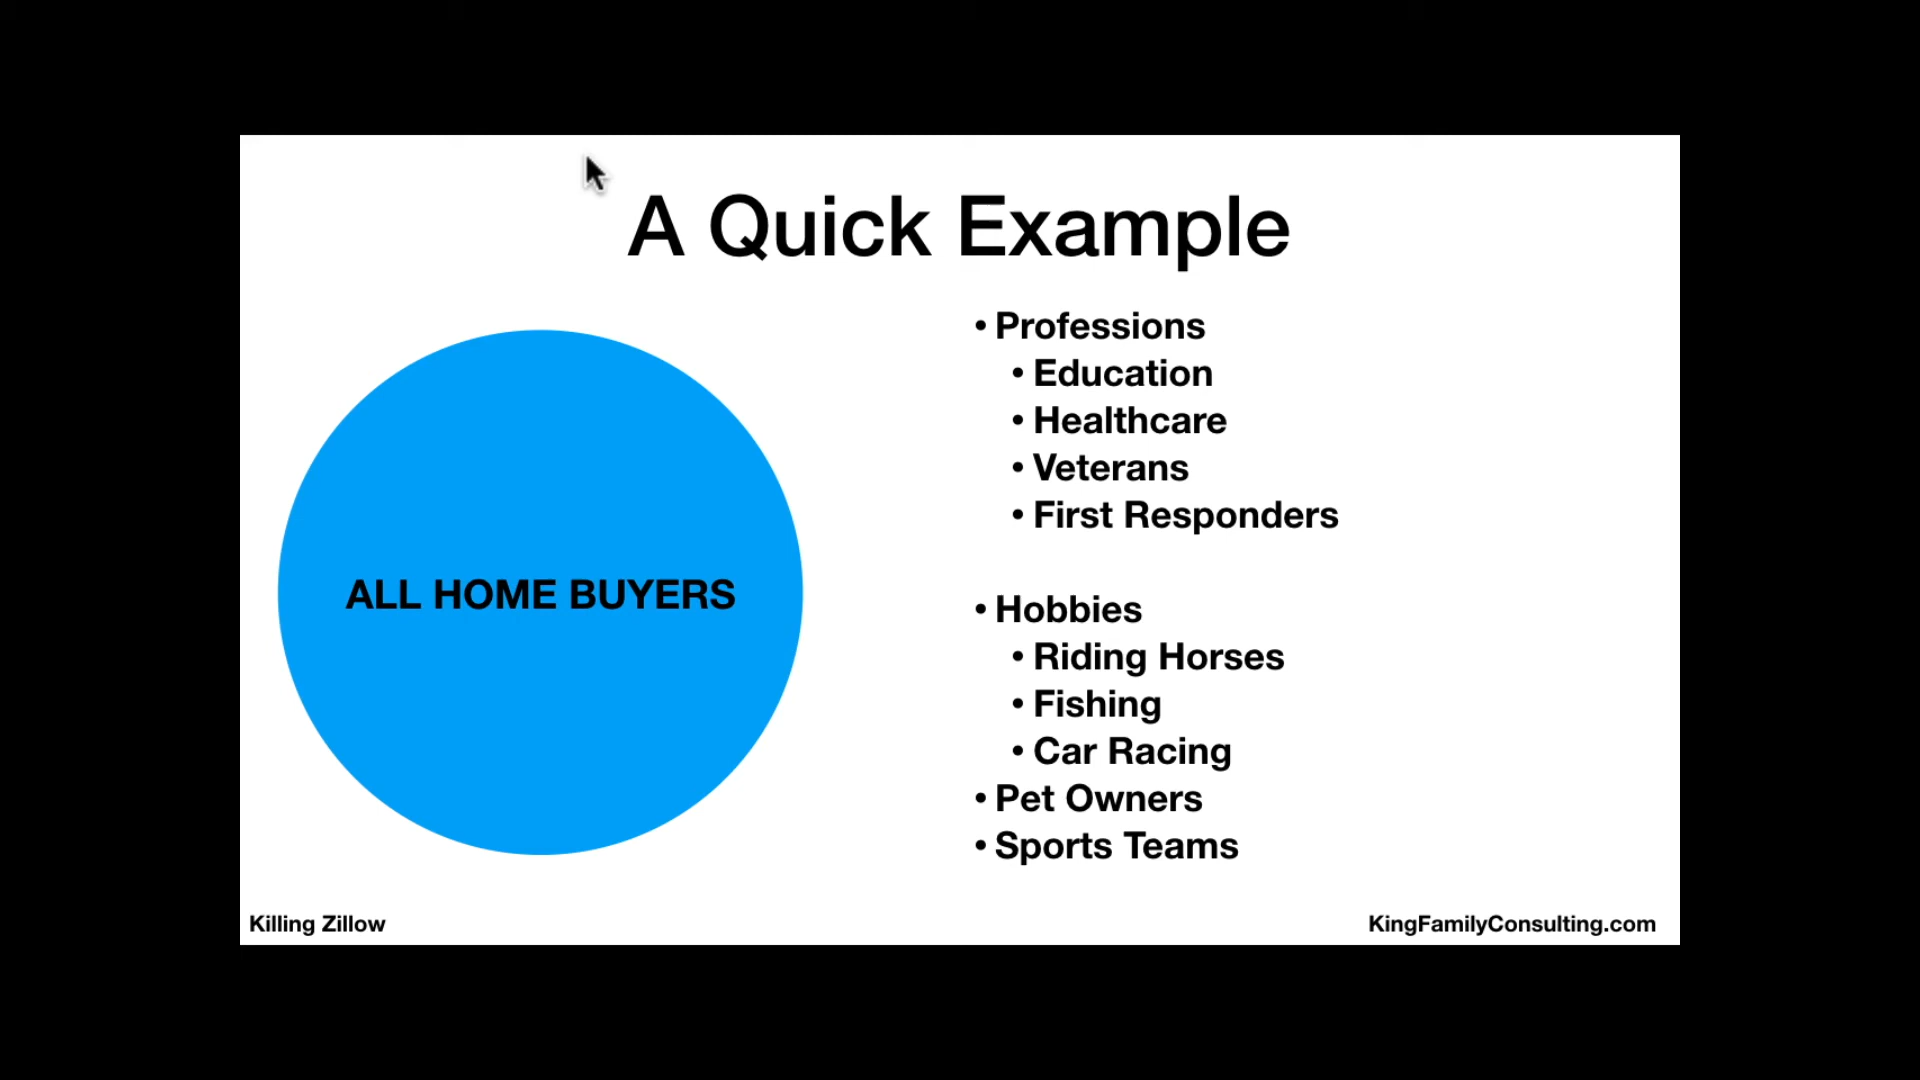 A Quick Example
ALL HOME BUYERS
• Professions
• Education
• Healthcare
• Veterans
• First Responders
• Hobbies
• Riding Horses
• Fishing
• Car Racing
• Pet Owners
• Sports Teams
Killing Zillow
KingFamilyConsulting.com